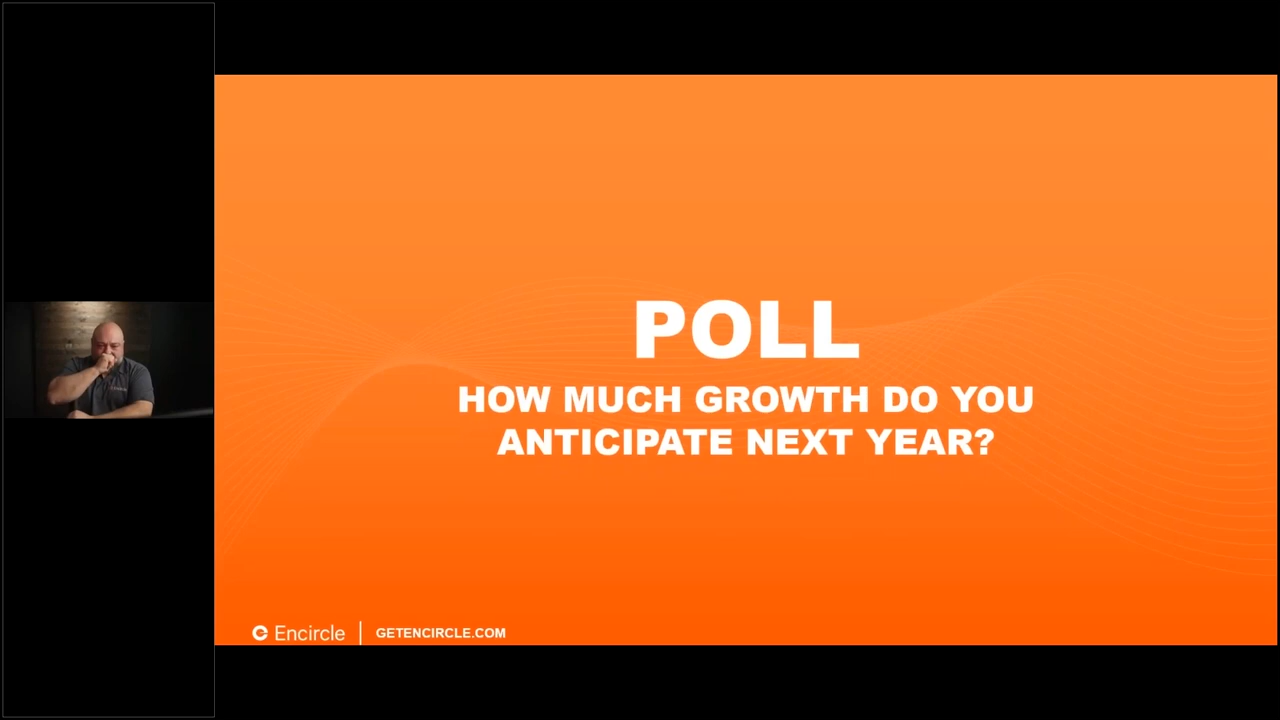 POLL
HOW MUCH GROWTH DO YOU
ANTICIPATE NEXT YEAR?
Encircle
GETENCIRCLE.COM